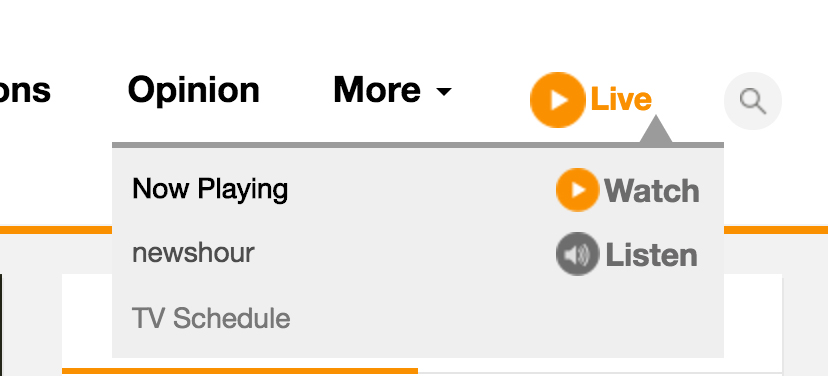 ons Opinion More Live
Now Playing Watch
newshour Listen
TV Schedule